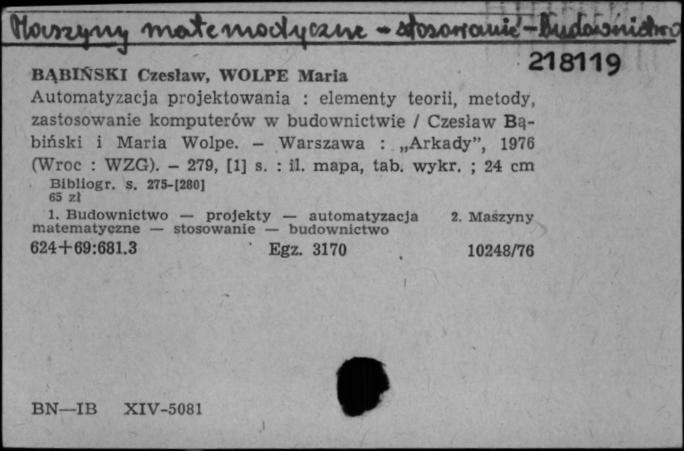 Maszyny matematyczne - stosowanie - Budownictwo
218119
BĄBIŃSKI Czesław, WOLPE Maria
Automatyzacja projektowania : elementy teorii, metody,
zastosowanie komputerów w budownictwie / Czesław Bą-
biński i Maria Wolpe. — Warszawa : „Arkady”, 1976
(Wroc : WZG). — 279, [1] s. : il. mapa, tab. wykr. ; 24 cm
Bibliogr. s. 275-[280]
65 zł
1. Budownictwo — projekty — automatyzacja 2. Maszyny
matematyczne — stosowanie — budownictwo
624+69:681.3 Egz. 3170 10248/76
BN—IB XIV-5081